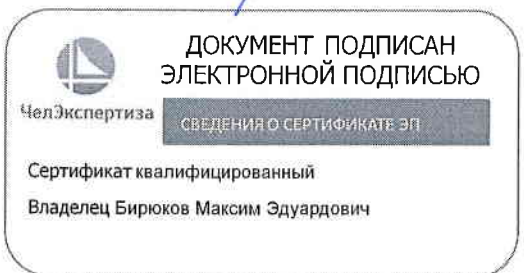 ДОКУМЕНТ ПОДПИСАН
ЭЛЕКТРОННОЙ ПОДПИСЬЮ
ЧелЭкспертиза
СВЕДЕНИЯ О СЕРТИФИКАТЕ ЭП
Сертификат квалифицированный
Владелец Бирюков Максим Эдуардович